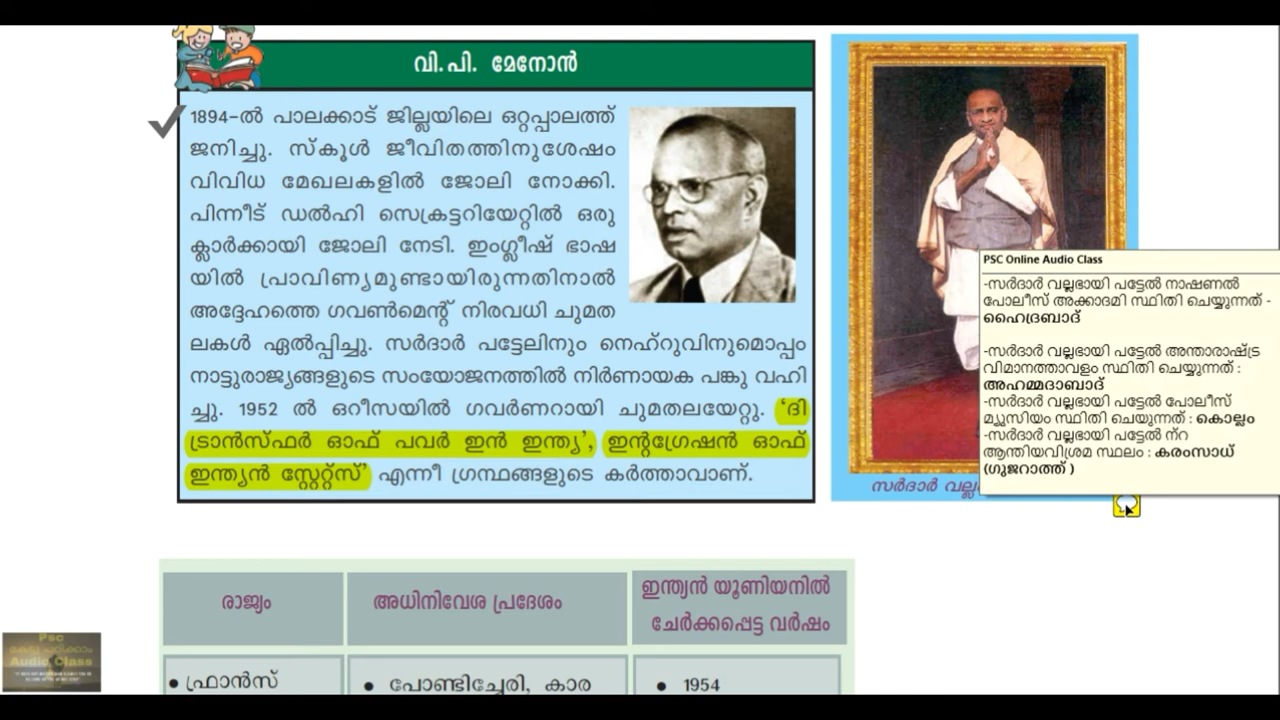 വി.പി. മേനോൻ
1894-ൽ പാലക്കാട് ജില്ലയിലെ ഒറ്റപ്പാലത്ത്
ജനിച്ചു. സ്കൂൾ ജീവിതത്തിനുശേഷം
വിവിധ മേഖലകളിൽ ജോലി നോക്കി.
പിന്നീട് ഡൽഹി സെക്രട്ടറിയേറ്റിൽ ഒരു
ക്ലാർക്കായി ജോലി നേടി. ഇംഗ്ലീഷ് ഭാഷ
യിൽ പ്രാവിണ്യമുണ്ടായിരുന്നതിനാൽ
അദ്ദേഹത്തെ ഗവൺമെന്റ് നിരവധി ചുമത
ലകൾ ഏൽപ്പിച്ചു. സർദാർ പട്ടേലിനും നെഹ്റുവിനുമൊപ്പം
നാട്ടുരാജ്യങ്ങളുടെ സംയോജനത്തിൽ നിർണായക പങ്കു വഹി
ച്ചു. 1952 ൽ ഒറീസയിൽ ഗവർണറായി ചുമതലയേറ്റു. 'ദി
ട്രാൻസ്ഫർ ഓഫ് പവർ ഇൻ ഇന്ത്യ', ഇന്റഗ്രേഷൻ ഓഫ്
ഇന്ത്യൻ സ്റ്റേറ്റ്സ്' എന്നീ ഗ്രന്ഥങ്ങളുടെ കർത്താവാണ്.
PSC Online Audio Class
-സർദാർ വല്ലഭായി പട്ടേൽ നാഷണൽ
പോലീസ് അക്കാദമി സ്ഥിതി ചെയ്യുന്നത് -
ഹൈദ്രബാദ്
-സർദാർ വല്ലഭായി പട്ടേൽ അന്താരാഷ്ട്ര
വിമാനത്താവളം സ്ഥിതി ചെയ്യുന്നത് :
അഹമ്മദാബാദ്
-സർദാർ വല്ലഭായി പട്ടേൽ പോലീസ്
മ്യൂസിയം സ്ഥിതി ചെയുന്നത് : കൊല്ലം
-സർദാർ വല്ലഭായി പട്ടേൽ ന്റ
ആന്തിയവിശ്രമ സ്ഥലം : കരംസാധ്
(ഗുജറാത്ത് )
സർദാർ
രാജ്യം
അധിനിവേശ പ്രദേശം
ഇന്ത്യൻ യൂണിയനിൽ
ചേർക്കപ്പെട്ട വർഷം
• ഫ്രാൻസ്
• പോണ്ടിച്ചേരി, കാര
• 1954
Psc
കേട്ടു പഠിക്കാം
Audio Class